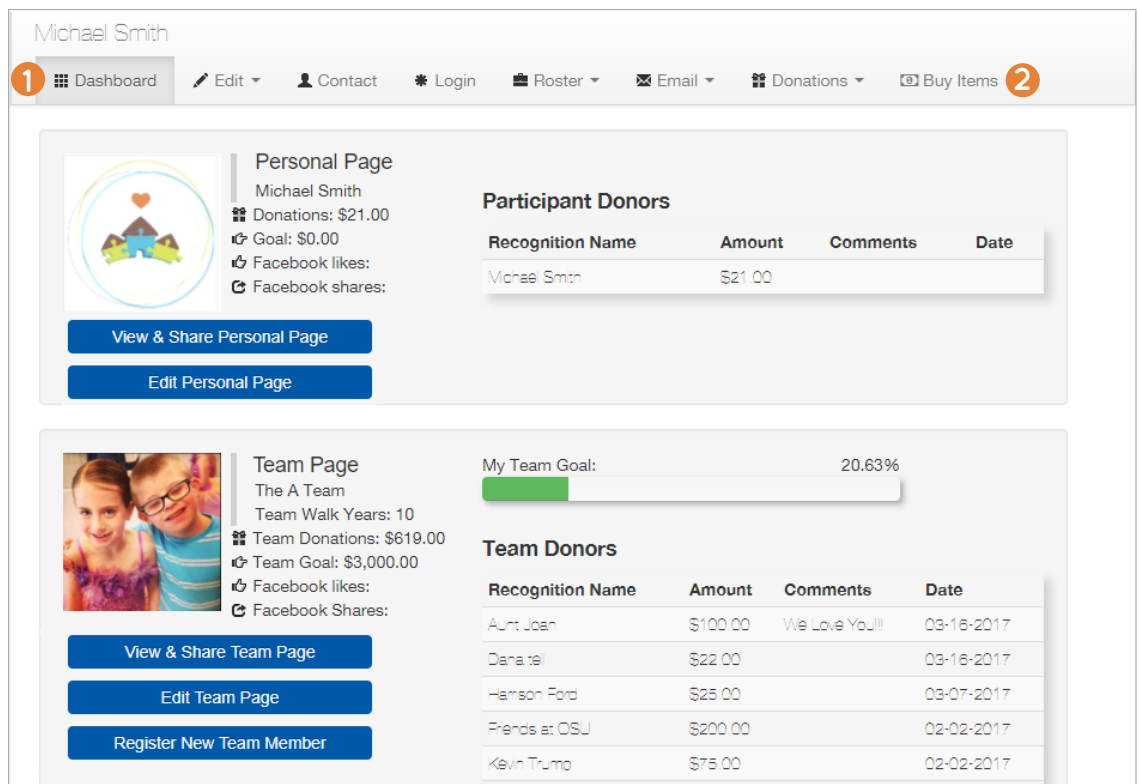 Michael Smith
1 Dashboard Edit Contact Login Roster Email Donations Buy Items 2
Personal Page
Michael Smith
Donations: $21.00
Goal: $0.00
Facebook likes:
Facebook shares:
View & Share Personal Page
Edit Personal Page
Participant Donors
Recognition Name Amount Comments Date
Michael Smith $21.00
Team Page
The A Team
Team Walk Years: 10
Team Donations: $619.00
Team Goal: $3,000.00
Facebook likes:
Facebook Shares:
View & Share Team Page
Edit Team Page
Register New Team Member
My Team Goal: 20.63%
Team Donors
Recognition Name Amount Comments Date
Aunt Joan $100.00 We Love You!!! 03-16-2017
$22.00 03-16-2017
Harrison Ford $25.00 03-07-2017
Friends at OSU $200.00 02-02-2017
Kevin Trump $75.00 02-02-2017